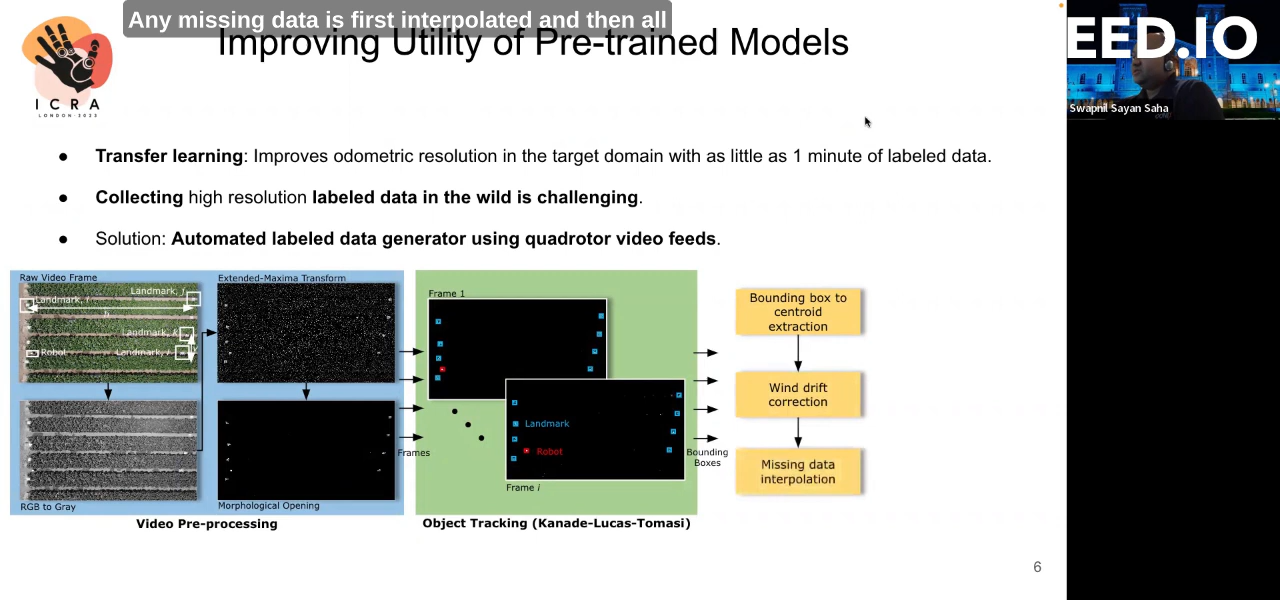 Any missing data is first interpolated and then all
Improving Utility of Pre-trained Models
I C R A
LONDON · 2023
EED.IO
Swapnil Sayan Saha
● Transfer learning: Improves odometric resolution in the target domain with as little as 1 minute of labeled data.
● Collecting high resolution labeled data in the wild is challenging.
● Solution: Automated labeled data generator using quadrotor video feeds.
Raw Video Frame
Landmark,
Landmark,
Landmark,
Robot
Landmark,
RGB to Gray
Extended-Maxima Transform
Morphological Opening
Video Pre-processing
Frames
Frame 1
Landmark
Robot
Frame i
Object Tracking (Kanade-Lucas-Tomasi)
Bounding
Boxes
Bounding box to
centroid
extraction
Wind drift
correction
Missing data
interpolation
6